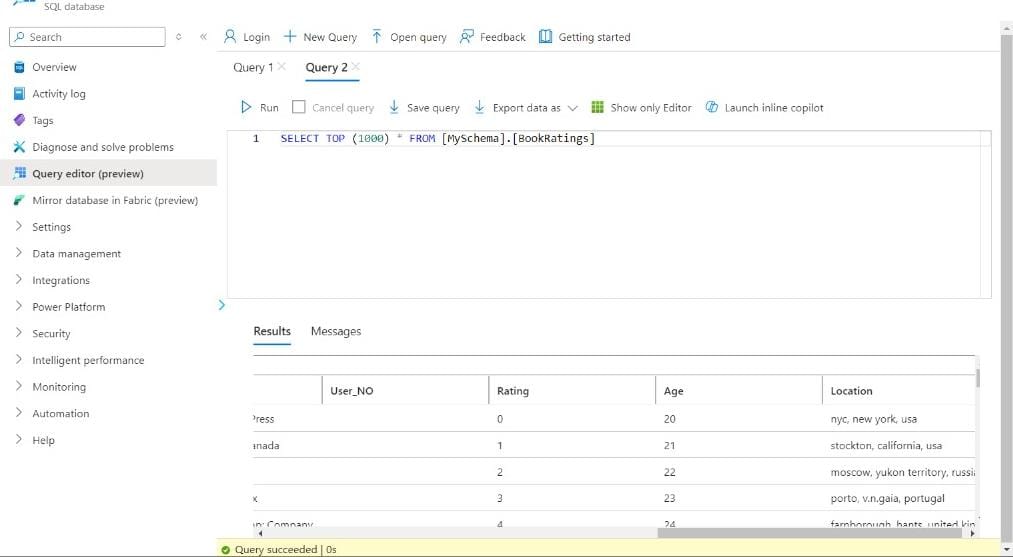 SQL database
Search
Login New Query Open query Feedback Getting started
Overview
Activity log
Tags
Diagnose and solve problems
Query editor (preview)
Mirror database in Fabric (preview)
Settings
Data management
Integrations
Power Platform
Security
Intelligent performance
Monitoring
Automation
Help
Query 1 Query 2
Run Cancel query Save query Export data as Show only Editor Launch inline copilot
1 SELECT TOP (1000) * FROM [MySchema].[BookRatings]
Results Messages
User_NO Rating Age Location
Press 0 20 nyc, new york, usa
anada 1 21 stockton, california, usa
2 22 moscow, yukon territory, russi
x 3 23 porto, v.n.gaia, portugal
Company 4 24 farnborough, hants, united kin
Query succeeded | 0s